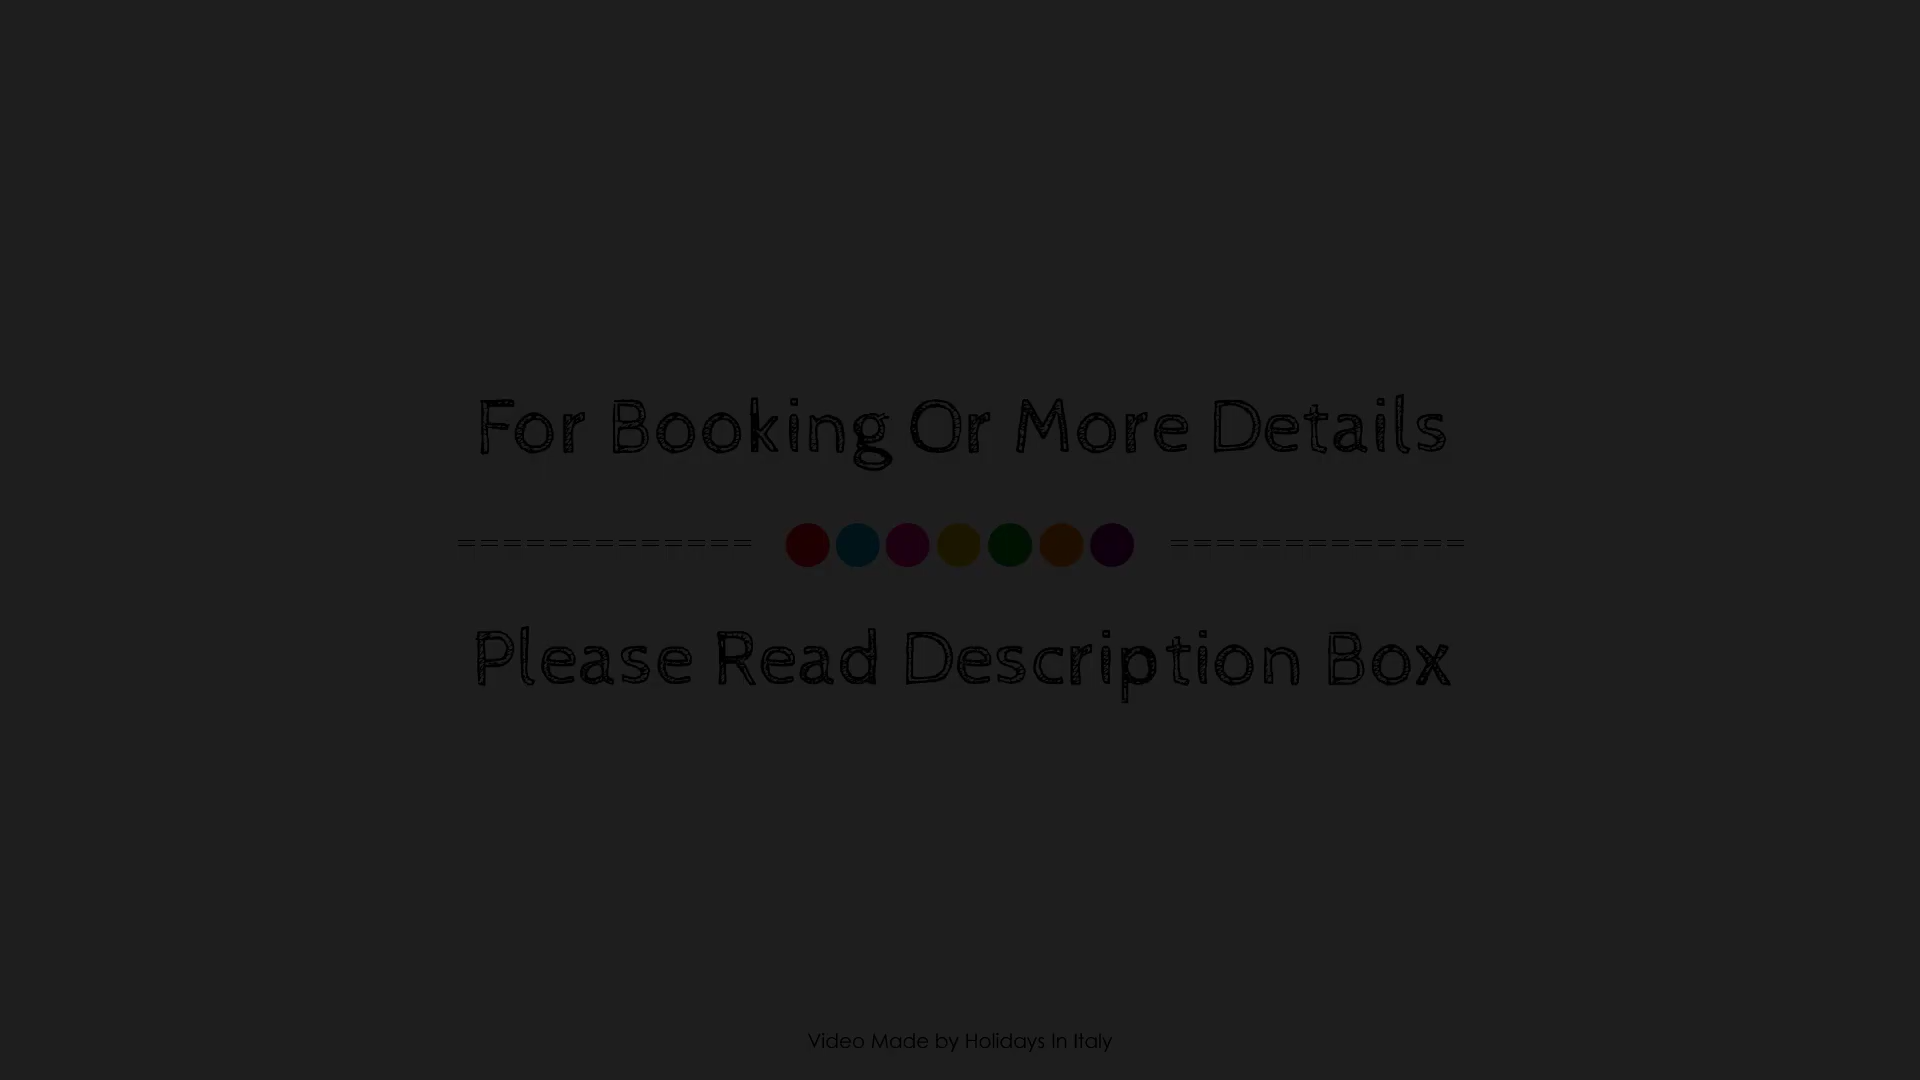 For Booking Or More Details
============= =============
Please Read Description Box
Video Made by Holidays In Italy